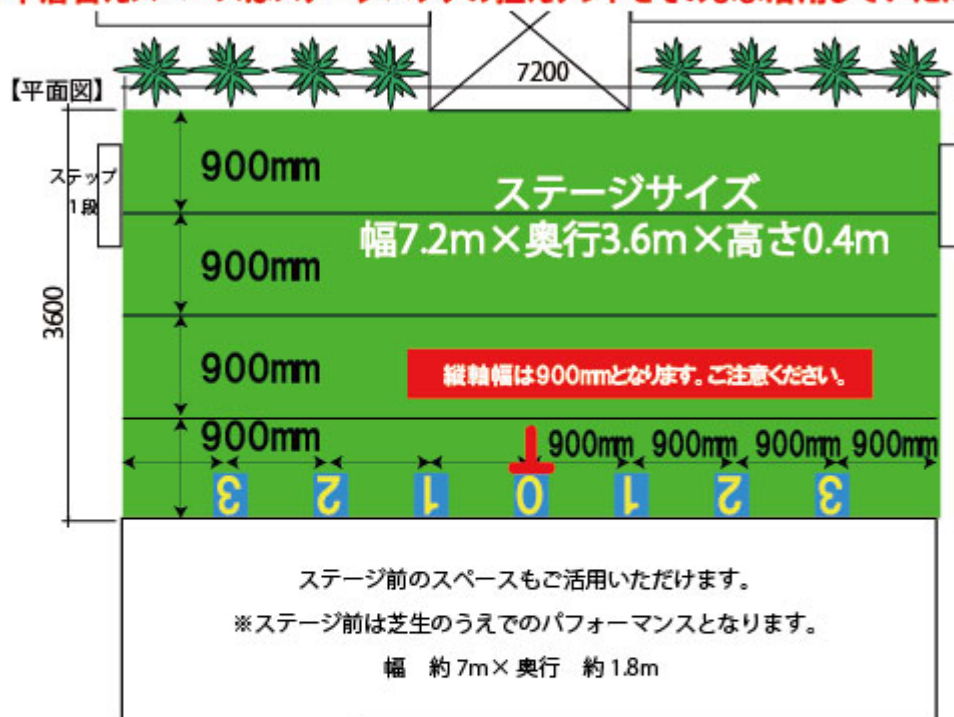 7200
【平面図】
900mm
ステップ
1段
ステージサイズ
幅7.2m×奥行3.6m×高さ0.4m
900mm
3600
900mm
縦軸幅は900mmとなります。ご注意ください。
900mm
900mm 900mm 900mm 900mm
3 2 1 0 1 2 3
ステージ前のスペースもご活用いただけます。
※ステージ前は芝生のうえでのパフォーマンスとなります。
幅 約7m×奥行 約1.8m